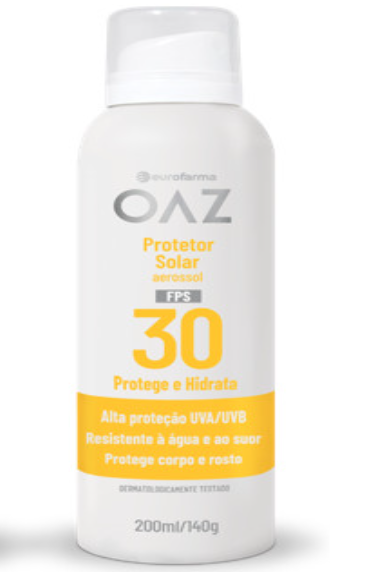 eurofarma
OAZ
Protetor
Solar
aerossol
FPS
30
Protege e Hidrata
Alta proteção UVA/UVB
Resistente à água e ao suor
Protege corpo e rosto
DERMATOLOGICAMENTE TESTADO
200ml/140g